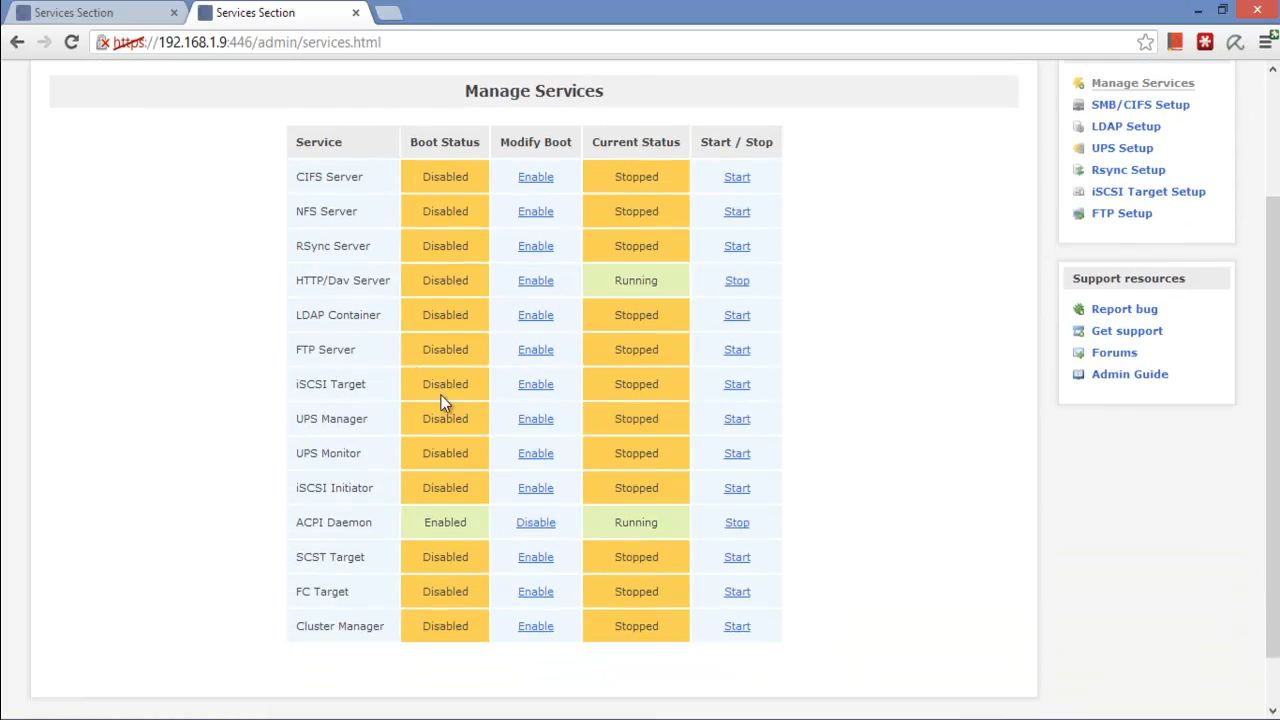 Services Section
Services Section
https://192.168.1.9:446/admin/services.html
Manage Services
Service Boot Status Modify Boot Current Status Start / Stop
CIFS Server Disabled Enable Stopped Start
NFS Server Disabled Enable Stopped Start
RSync Server Disabled Enable Stopped Start
HTTP/Dav Server Disabled Enable Running Stop
LDAP Container Disabled Enable Stopped Start
FTP Server Disabled Enable Stopped Start
iSCSI Target Disabled Enable Stopped Start
UPS Manager Disabled Enable Stopped Start
UPS Monitor Disabled Enable Stopped Start
iSCSI Initiator Disabled Enable Stopped Start
ACPI Daemon Enabled Disable Running Stop
SCST Target Disabled Enable Stopped Start
FC Target Disabled Enable Stopped Start
Cluster Manager Disabled Enable Stopped Start
Manage Services
SMB/CIFS Setup
LDAP Setup
UPS Setup
Rsync Setup
iSCSI Target Setup
FTP Setup
Support resources
Report bug
Get support
Forums
Admin Guide